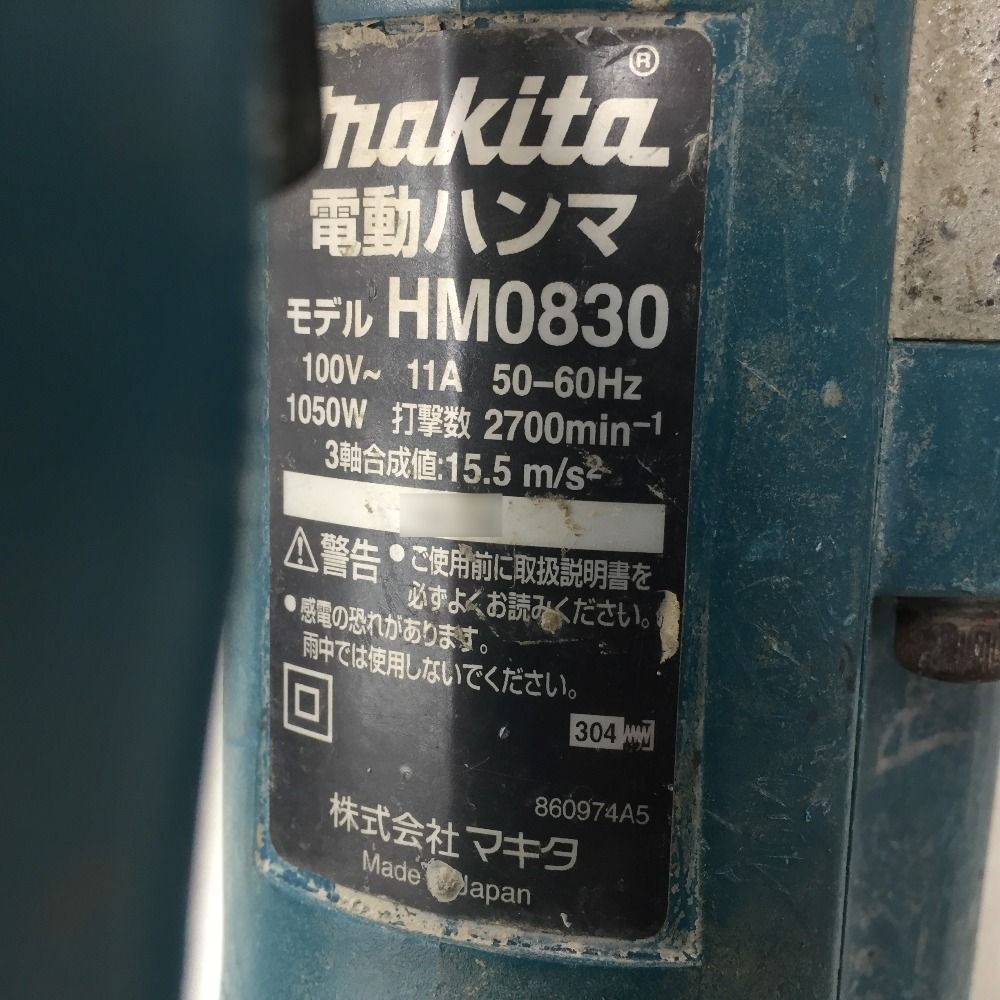 makita®
電動ハンマ
モデル HM0830
100V~ 11A 50-60Hz
1050W 打撃数 2700min-1
3軸合成値:15.5 m/s2
警告 ● ご使用前に取扱説明書を
必ずよくお読みください。
● 感電の恐れがあります。
雨中では使用しないでください。
304
860974A5
株式会社 マキタ
Made Japan